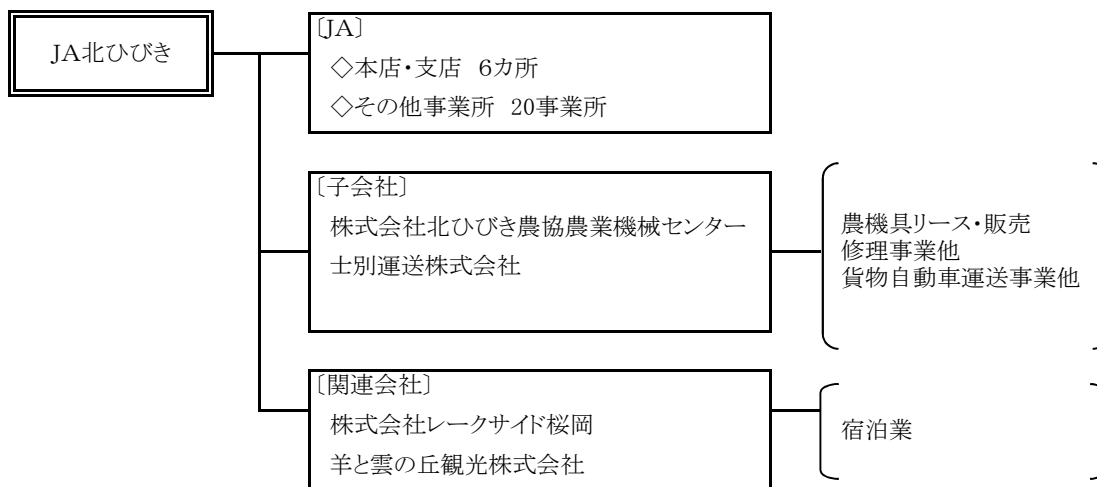 JA北ひびき
〔JA〕
◇本店・支店 6カ所
◇その他事業所 20事業所
〔子会社〕
株式会社北ひびき農協農業機械センター
士別運送株式会社
農機具リース・販売
修理事業他
貨物自動車運送事業他
〔関連会社〕
株式会社レークサイド桜岡
羊と雲の丘観光株式会社
宿泊業